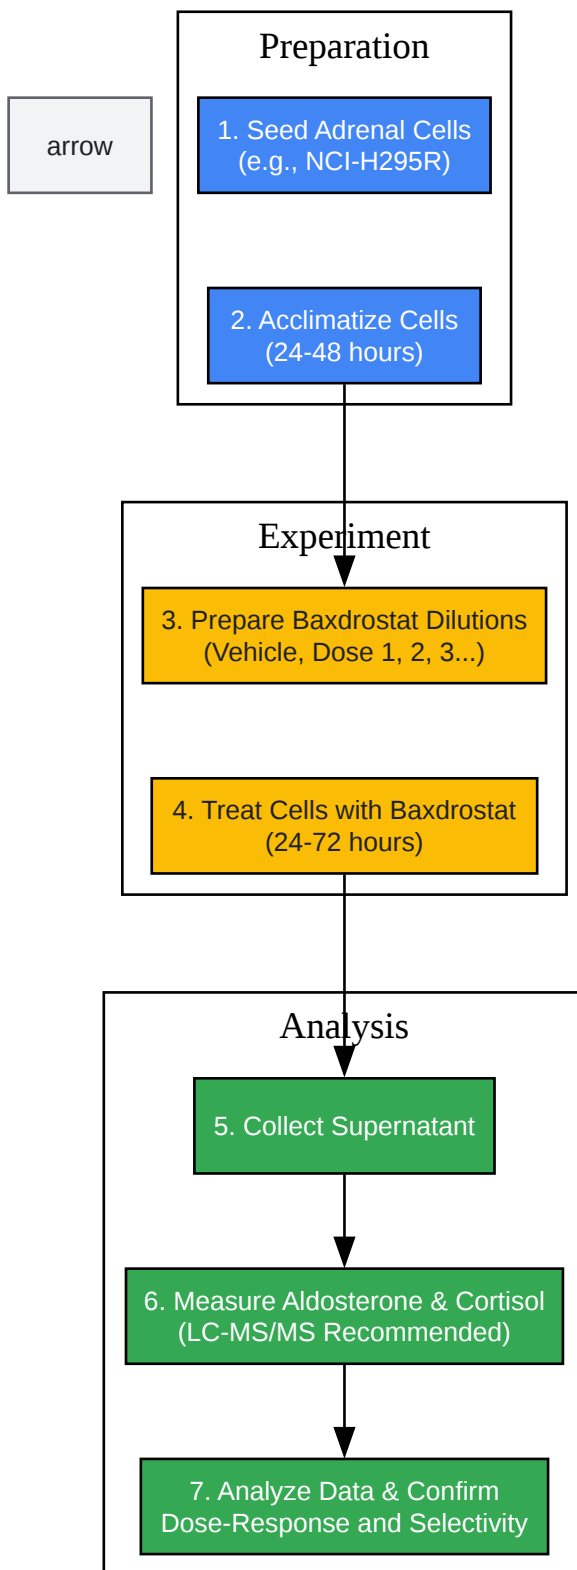 Preparation
arrow
1. Seed Adrenal Cells
(e.g., NCI-H295R)
2. Acclimatize Cells
(24-48 hours)
Experiment
3. Prepare Baxdrostat Dilutions
(Vehicle, Dose 1, 2, 3...)
4. Treat Cells with Baxdrostat
(24-72 hours)
Analysis
5. Collect Supernatant
6. Measure Aldosterone & Cortisol
(LC-MS/MS Recommended)
7. Analyze Data & Confirm
Dose-Response and Selectivity